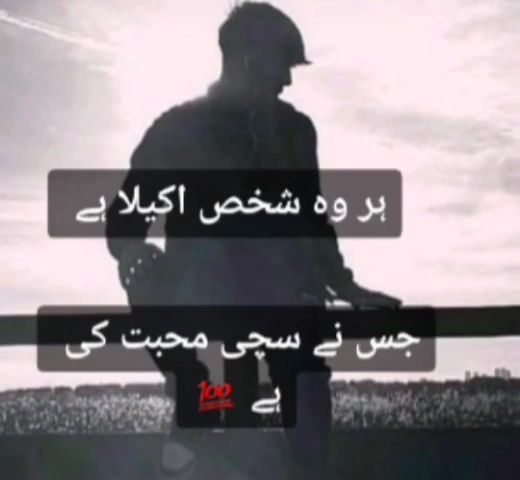 ہر وہ شخص اکیلا ہے
جس نے سچی محبت کی
ہے 💯